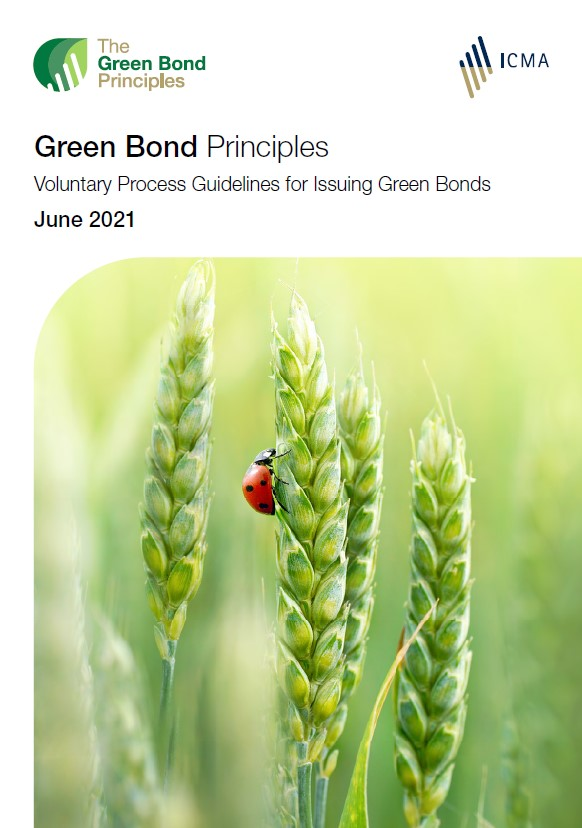 The
Green Bond
Principles
ICMA
Green Bond Principles
Voluntary Process Guidelines for Issuing Green Bonds
June 2021